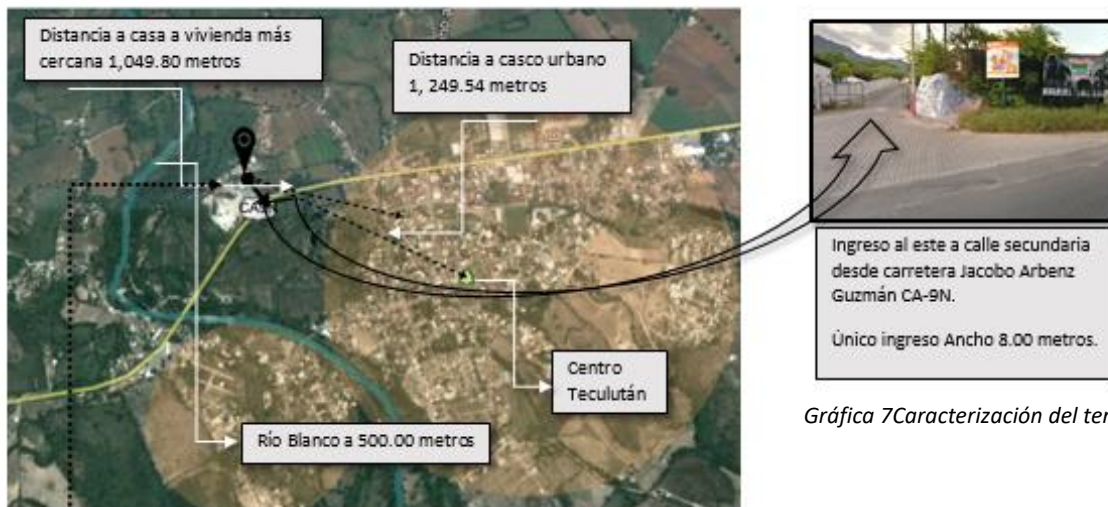 Distancia a casa a vivienda más
cercana 1,049.80 metros
Distancia a casco urbano
1, 249.54 metros
Centro
Teculután
Río Blanco a 500.00 metros
Ingreso al este a calle secundaria
desde carretera Jacobo Arbenz
Guzmán CA-9N.
Único ingreso Ancho 8.00 metros.
Gráfica 7Caracterización del ter